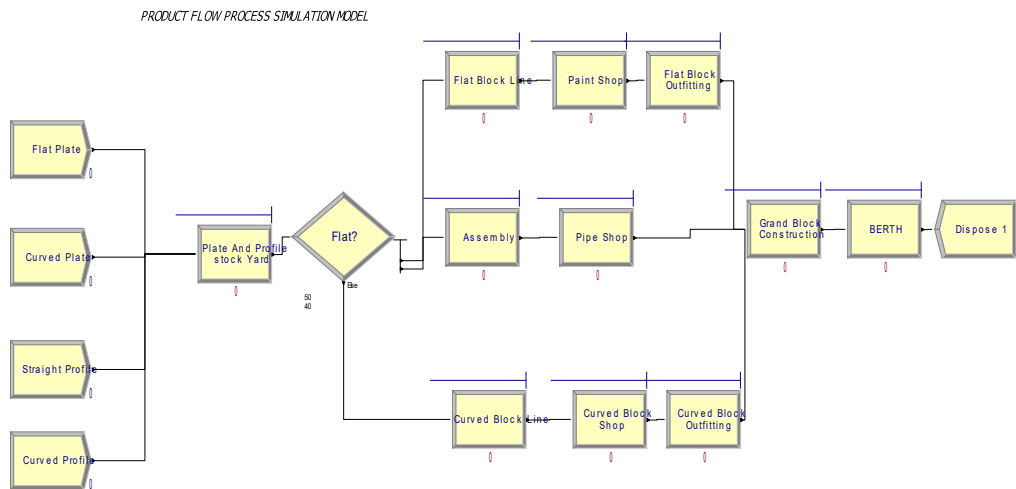 PRODUCT FLOW PROCESS SIMULATION MODEL
Flat Block Line
0
Paint Shop
0
Flat Block
Outfitting
0
Flat Plate
0
Curved Plate
0
Straight Profile
0
Curved Profile
0
Plate And Profile
stock Yard
0
Flat?
Else
50
40
Assembly
0
Pipe Shop
0
Grand Block
Construction
0
BERTH
0
Dispose 1
Curved Block Line
0
Curved Block
Shop
0
Curved Block
Outfitting
0